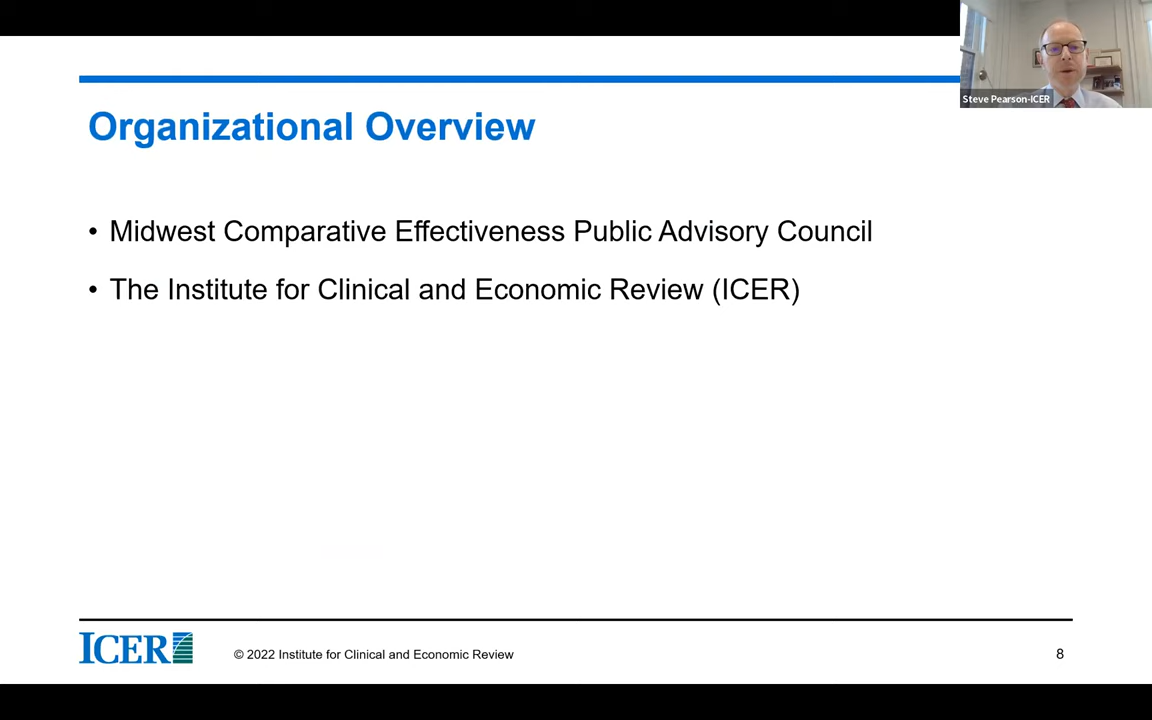 Steve Pearson-ICER
Organizational Overview
• Midwest Comparative Effectiveness Public Advisory Council
• The Institute for Clinical and Economic Review (ICER)
ICER
© 2022 Institute for Clinical and Economic Review
8